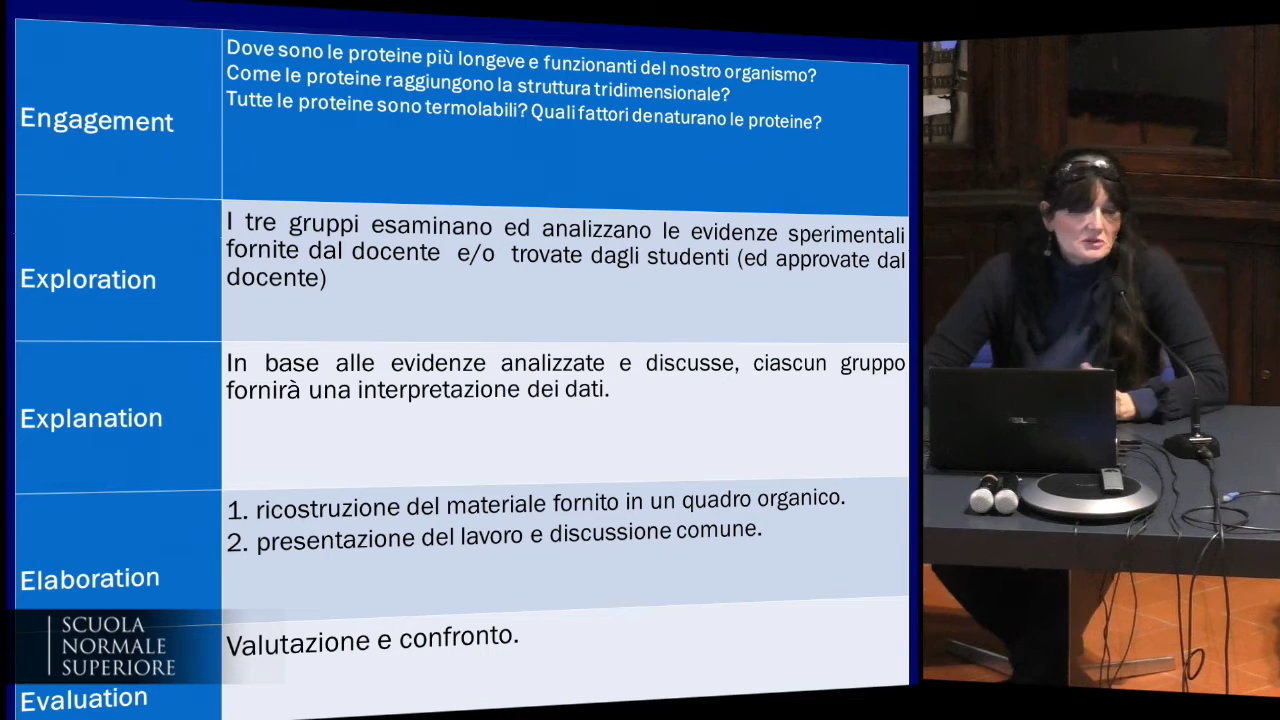 Engagement
Dove sono le proteine più longeve e funzionanti del nostro organismo?
Come le proteine raggiungono la struttura tridimensionale?
Tutte le proteine sono termolabili? Quali fattori denaturano le proteine?
Exploration
I tre gruppi esaminano ed analizzano le evidenze sperimentali
fornite dal docente e/o trovate dagli studenti (ed approvate dal
docente)
Explanation
In base alle evidenze analizzate e discusse, ciascun gruppo
fornirà una interpretazione dei dati.
Elaboration
1. ricostruzione del materiale fornito in un quadro organico.
2. presentazione del lavoro e discussione comune.
Evaluation
Valutazione e confronto.
SCUOLA
NORMALE
SUPERIORE